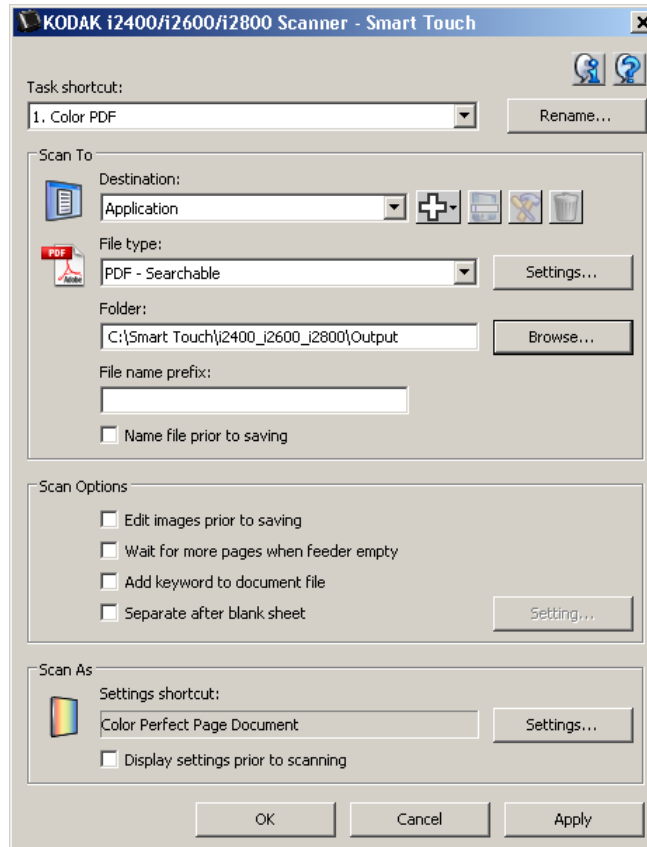 KODAK i2400/i2600/i2800 Scanner - Smart Touch
Task shortcut:
1. Color PDF
Rename...
Scan To
Destination:
Application
File type:
PDF
Adobe
PDF - Searchable
Settings...
Folder:
C:\Smart Touch\i2400_i2600_i2800\Output
Browse...
File name prefix:
Name file prior to saving
Scan Options
Edit images prior to saving
Wait for more pages when feeder empty
Add keyword to document file
Separate after blank sheet
Setting...
Scan As
Settings shortcut:
Color Perfect Page Document
Settings...
Display settings prior to scanning
OK
Cancel
Apply